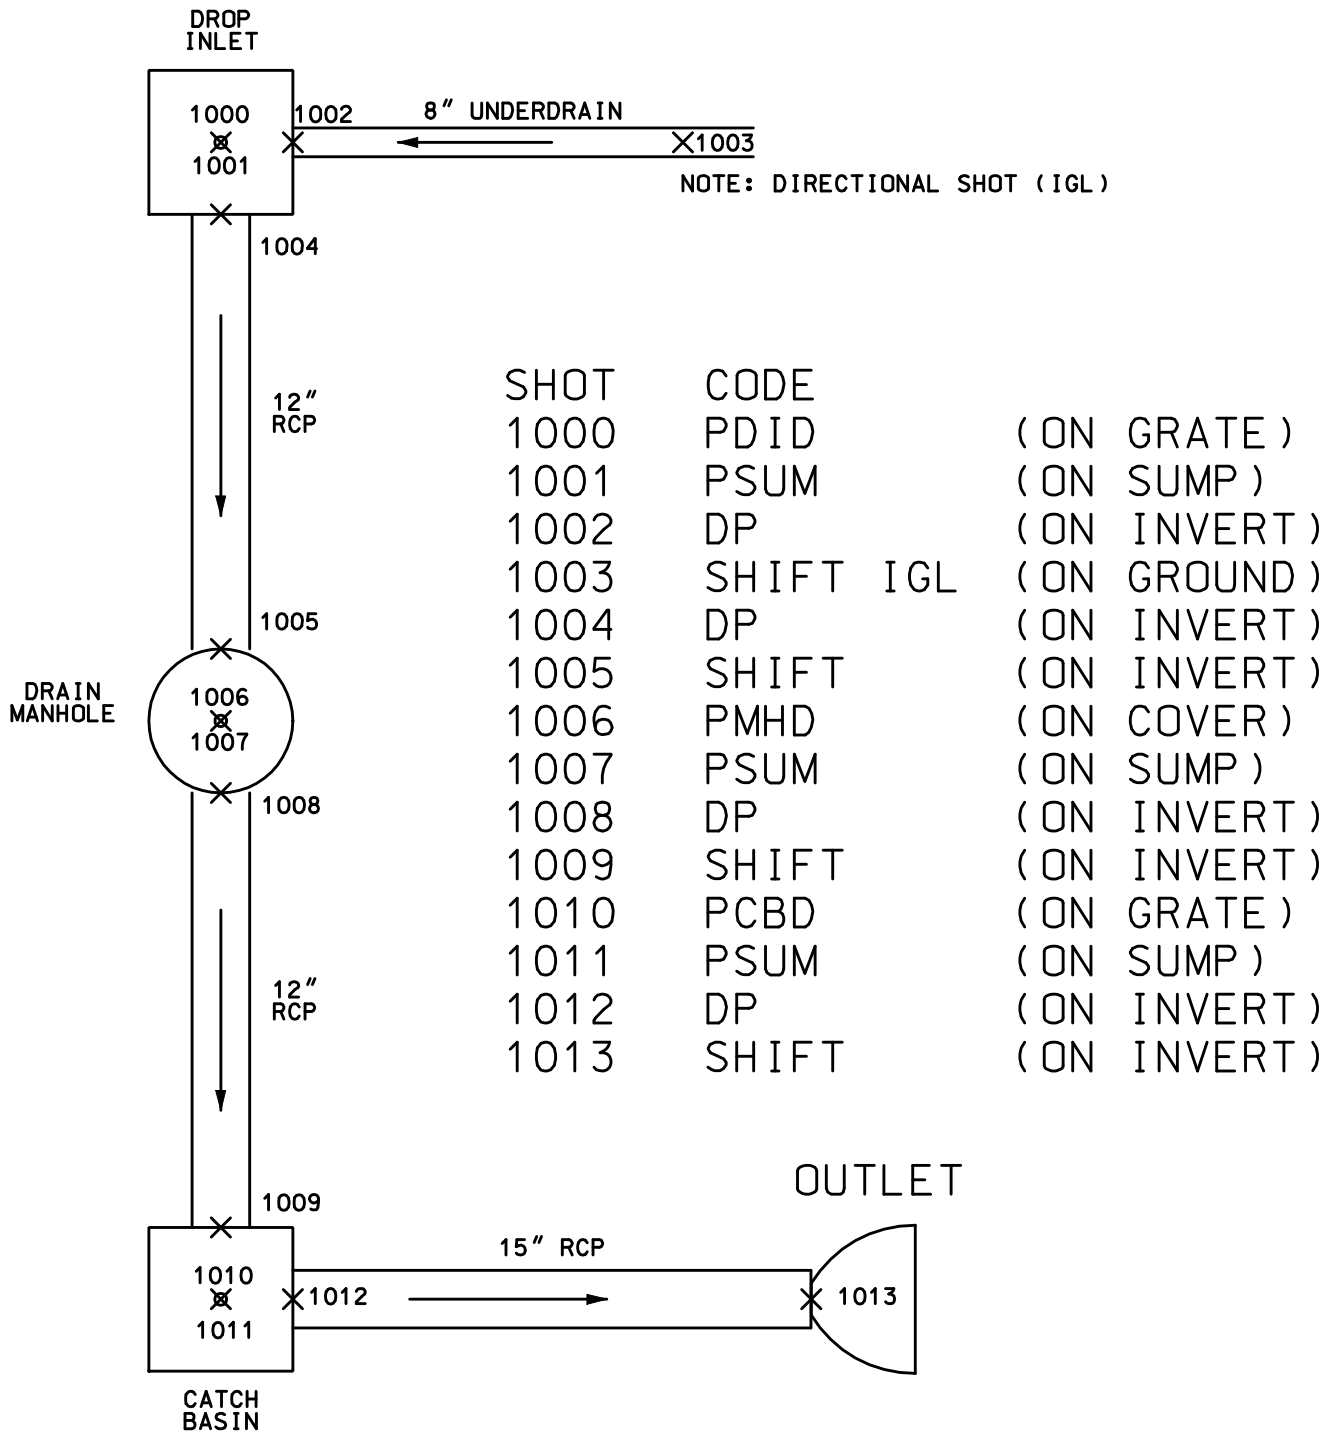 DROP
INLET
1000
1001
1002
8" UNDERDRAIN
1003
NOTE: DIRECTIONAL SHOT (IGL)
1004
12"
RCP
1005
DRAIN
MANHOLE
1006
1007
1008
12"
RCP
SHOT CODE
1000 PDID (ON GRATE)
1001 PSUM (ON SUMP)
1002 DP (ON INVERT)
1003 SHIFT IGL (ON GROUND)
1004 DP (ON INVERT)
1005 SHIFT (ON INVERT)
1006 PMHD (ON COVER)
1007 PSUM (ON SUMP)
1008 DP (ON INVERT)
1009 SHIFT (ON INVERT)
1010 PCBD (ON GRATE)
1011 PSUM (ON SUMP)
1012 DP (ON INVERT)
1013 SHIFT (ON INVERT)
1009
1010
1011
1012
15" RCP
OUTLET
1013
CATCH
BASIN